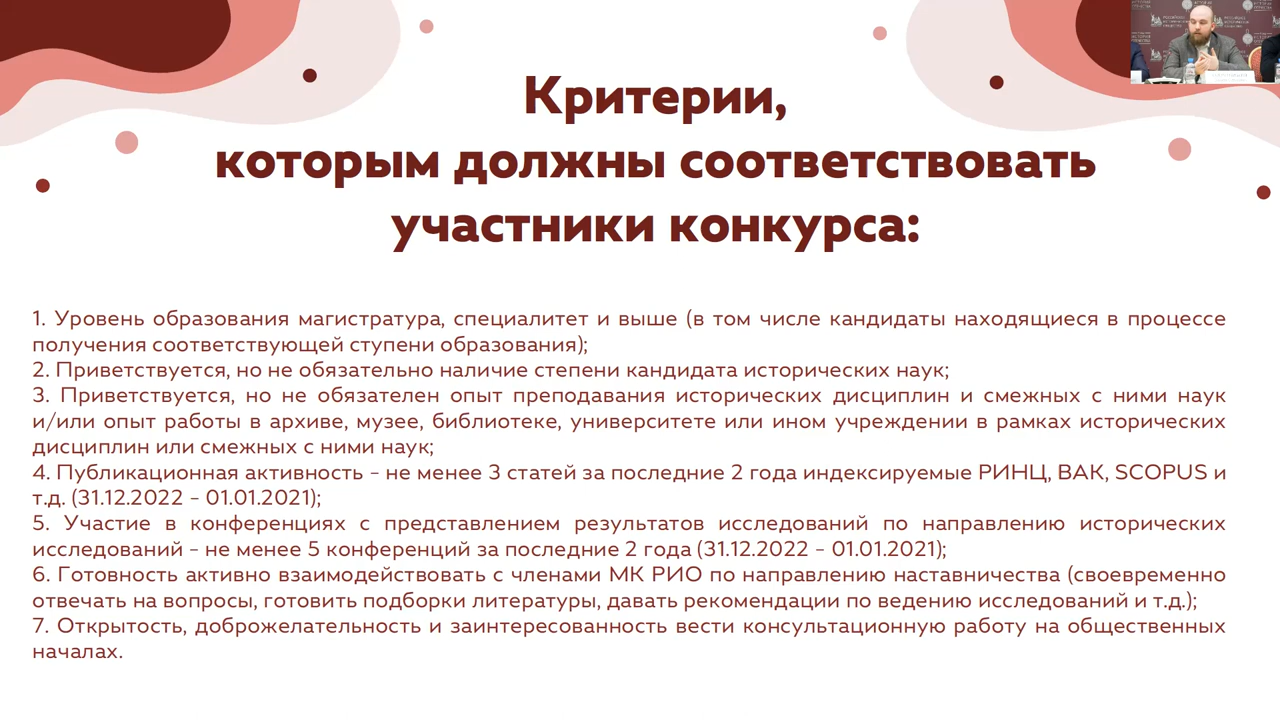 Критерии,
которым должны соответствовать
участники конкурса:
1. Уровень образования магистратура, специалитет и выше (в том числе кандидаты находящиеся в процессе
получения соответствующей ступени образования);
2. Приветствуется, но не обязательно наличие степени кандидата исторических наук;
3. Приветствуется, но не обязателен опыт преподавания исторических дисциплин и смежных с ними наук
и/или опыт работы в архиве, музее, библиотеке, университете или ином учреждении в рамках исторических
дисциплин или смежных с ними наук;
4. Публикационная активность – не менее 3 статей за последние 2 года индексируемые РИНЦ, ВАК, SCOPUS и
т.д. (31.12.2022 – 01.01.2021);
5. Участие в конференциях с представлением результатов исследований по направлению исторических
исследований – не менее 5 конференций за последние 2 года (31.12.2022 – 01.01.2021);
6. Готовность активно взаимодействовать с членами МК РИО по направлению наставничества (своевременно
отвечать на вопросы, готовить подборки литературы, давать рекомендации по ведению исследований и т.д.);
7. Открытость, доброжелательность и заинтересованность вести консультационную работу на общественных
началах.